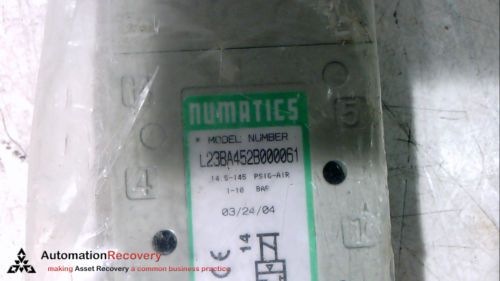 numatics
* MODEL NUMBER
L23BA452B000061
14.5-145 PSIG-AIR
1-10 BAR
03/24/04
CE
14
5
4
1
AutomationRecovery
making Asset Recovery a common business practice